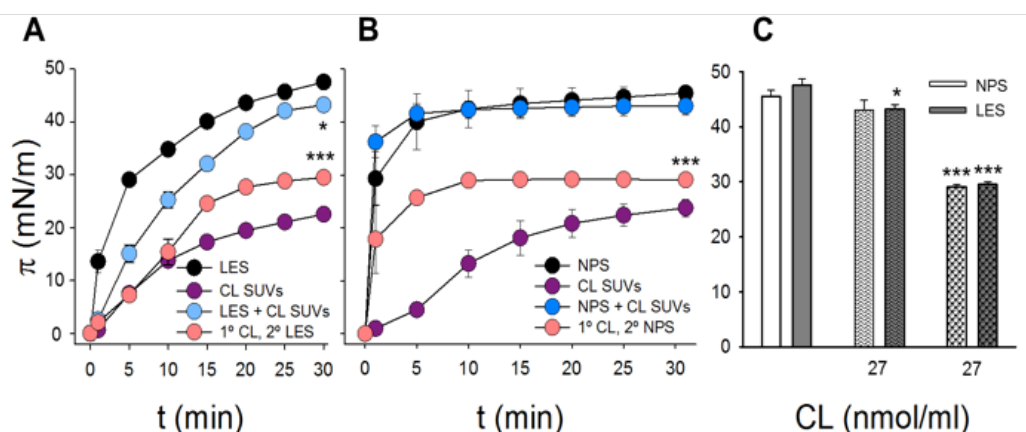 A
B
C
π (mN/m)
50
40
30
20
10
0
*
***
LES
CL SUVs
LES + CL SUVs
1º CL, 2º LES
0 5 10 15 20 25 30
t (min)
***
NPS
CL SUVs
NPS + CL SUVs
1º CL, 2º NPS
0 5 10 15 20 25 30
t (min)
50
40
30
20
10
0
NPS
LES
*
*** ***
27 27
CL (nmol/ml)